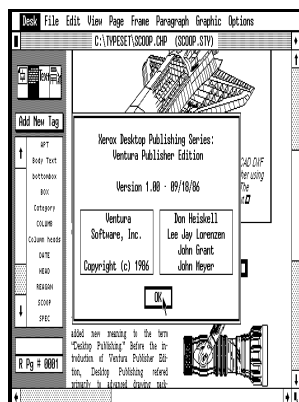 Desk File Edit View Page Frame Paragraph Graphic Options
C:\TYPESET\SCOOP.CHP (SCOOP.STY)
Add New Tag
APT
Body Text
bottombox
BOX
Category
COLUMN
Column heads
DATE
HEAD
REAGAN
SCOOP
SPEC
R Pg # 0001
Xerox Desktop Publishing Series:
Ventura Publisher Edition
Version 1.00 - 09/18/86
Ventura
Software, Inc.
Copyright (c) 1986
Don Heiskell
Lee Jay Lorenzen
John Grant
John Meyer
OK
CAD DXF
her using
The
added new meaning to the term
"Desktop Publishing." Before the in-
troduction of Ventura Publisher Edi-
tion, Desktop Publishing refered
primarily to advanced drawing pack-